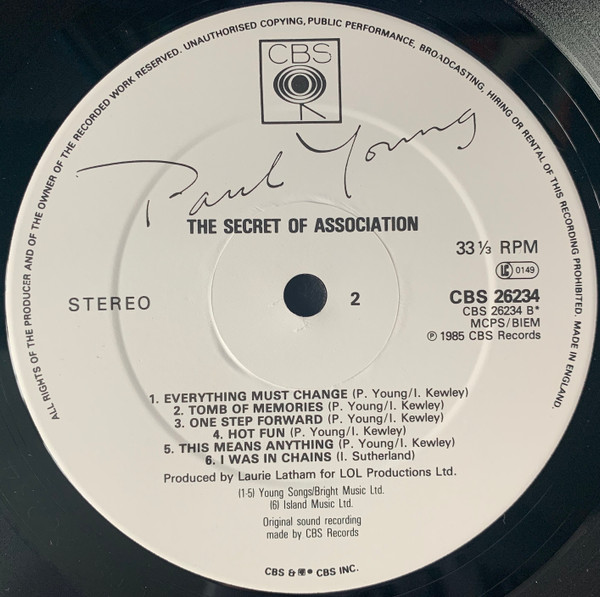 ALL RIGHTS OF THE PRODUCER AND OF THE OWNER OF THE RECORDED WORK RESERVED. UNAUTHORISED COPYING, PUBLIC PERFORMANCE, BROADCASTING, HIRING OR RENTAL OF THIS RECORDING PROHIBITED. MADE IN ENGLAND.
CBS
Paul Young
THE SECRET OF ASSOCIATION
33 ⅓ RPM
LC 0149
STEREO
2
CBS 26234
CBS 26234 B*
MCPS/BIEM
℗ 1985 CBS Records
1. EVERYTHING MUST CHANGE (P. Young/I. Kewley)
2. TOMB OF MEMORIES (P. Young/I. Kewley)
3. ONE STEP FORWARD (P. Young/I. Kewley)
4. HOT FUN (P. Young/I. Kewley)
5. THIS MEANS ANYTHING (P. Young/I. Kewley)
6. I WAS IN CHAINS (I. Sutherland)
Produced by Laurie Latham for LOL Productions Ltd.
(1-5) Young Songs/Bright Music Ltd.
(6) Island Music Ltd.
Original sound recording
made by CBS Records
CBS & CBS INC.